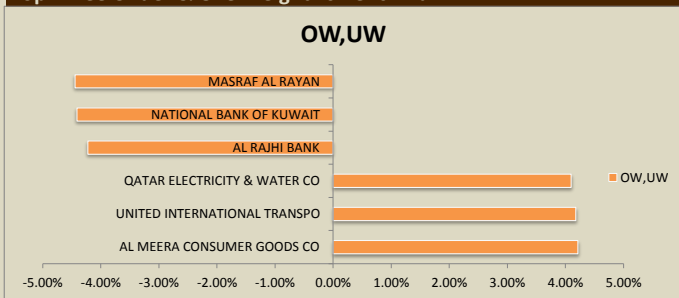 OW,UW
MASRAF AL RAYAN
NATIONAL BANK OF KUWAIT
AL RAJHI BANK
QATAR ELECTRICITY & WATER CO
OW,UW
UNITED INTERNATIONAL TRANSPO
AL MEERA CONSUMER GOODS CO
-5.00% -4.00% -3.00% -2.00% -1.00% 0.00% 1.00% 2.00% 3.00% 4.00% 5.00%